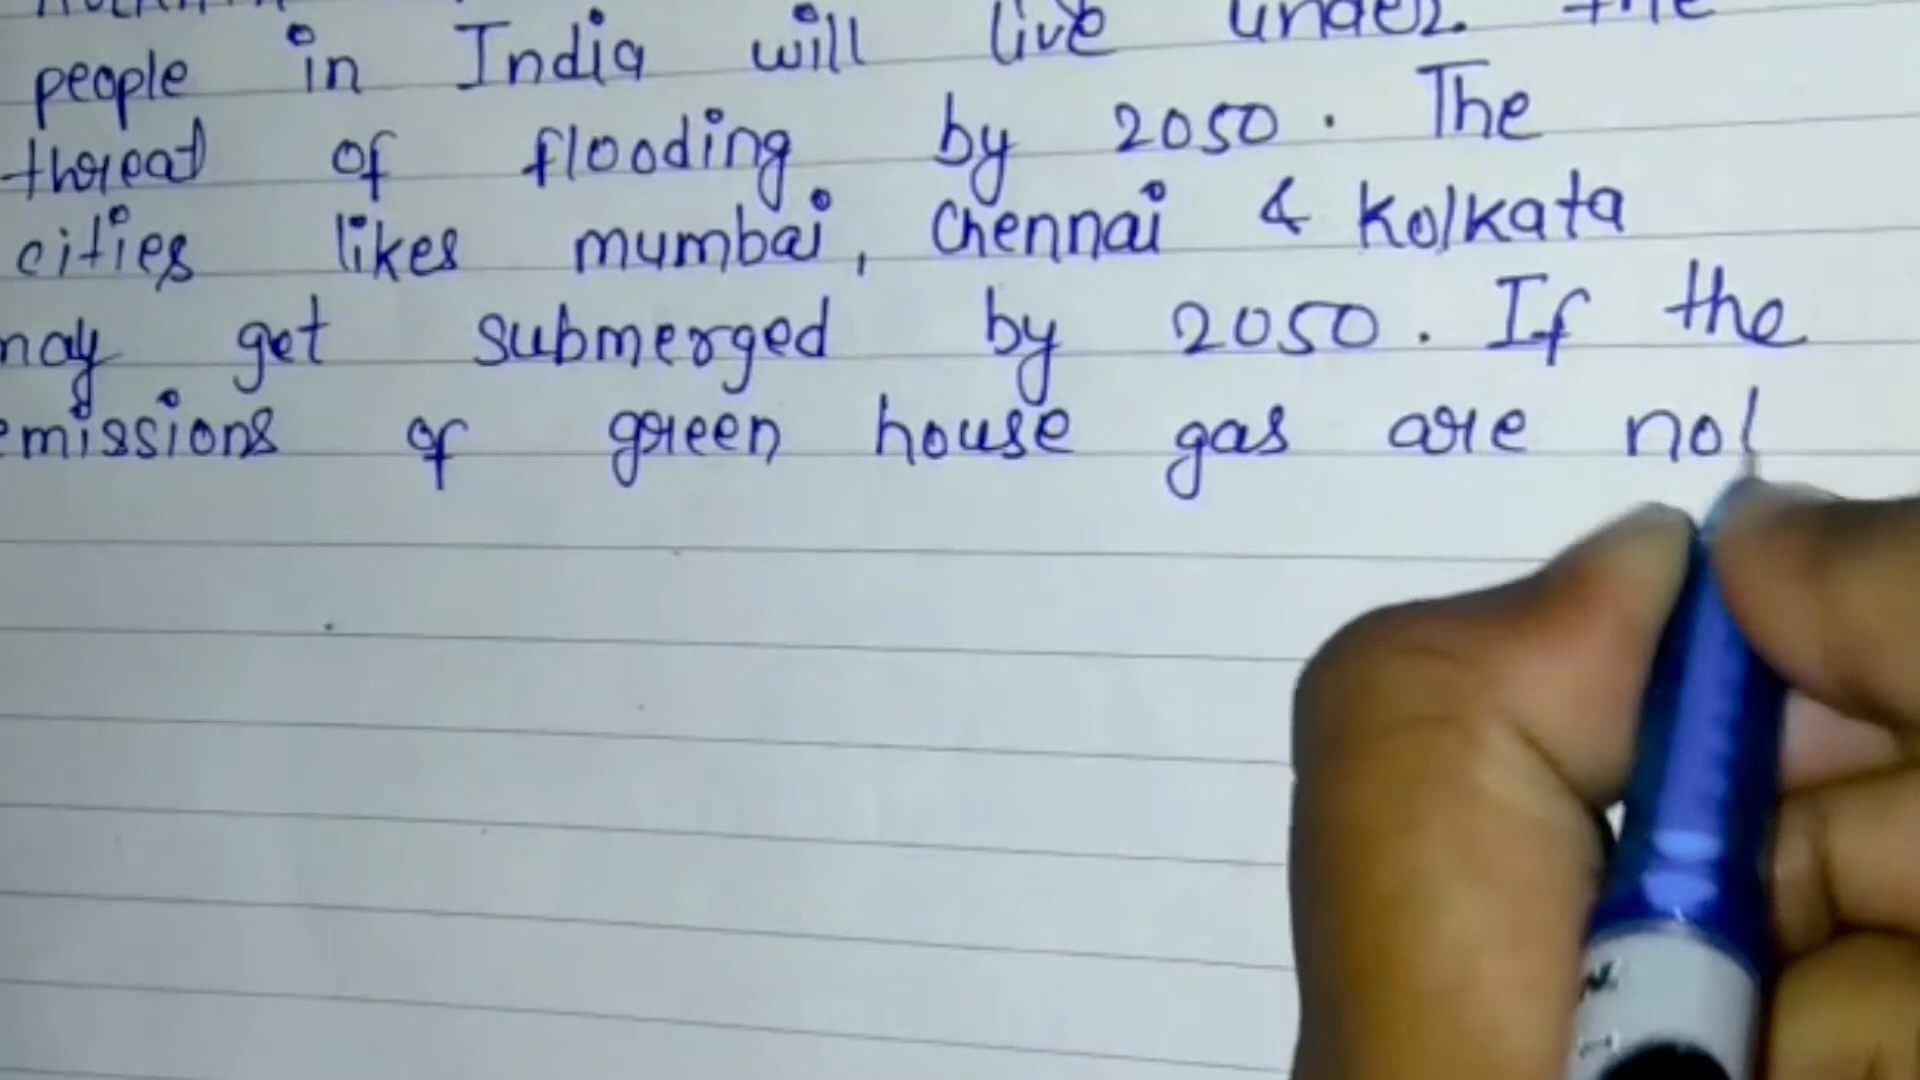 people in India will live under the
threat of flooding by 2050. The
cities likes mumbai, Chennai & Kolkata
may get submerged by 2050. If the
emissions of green house gas are not